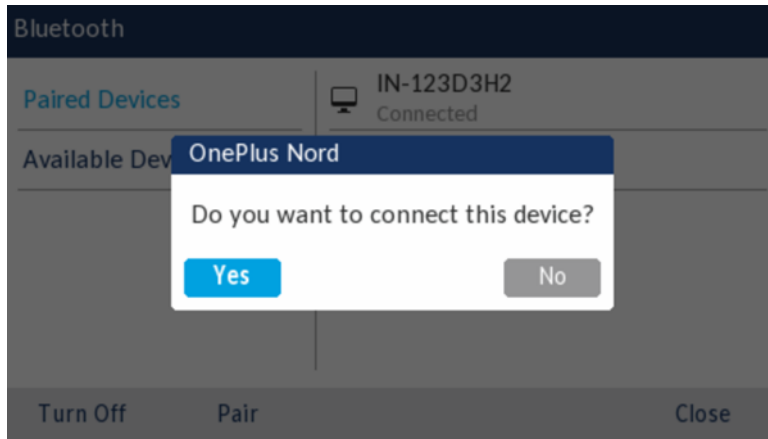 Bluetooth
Paired Devices
IN-123D3H2
Connected
Available Dev
OnePlus Nord
Do you want to connect this device?
Yes
No
Turn Off
Pair
Close